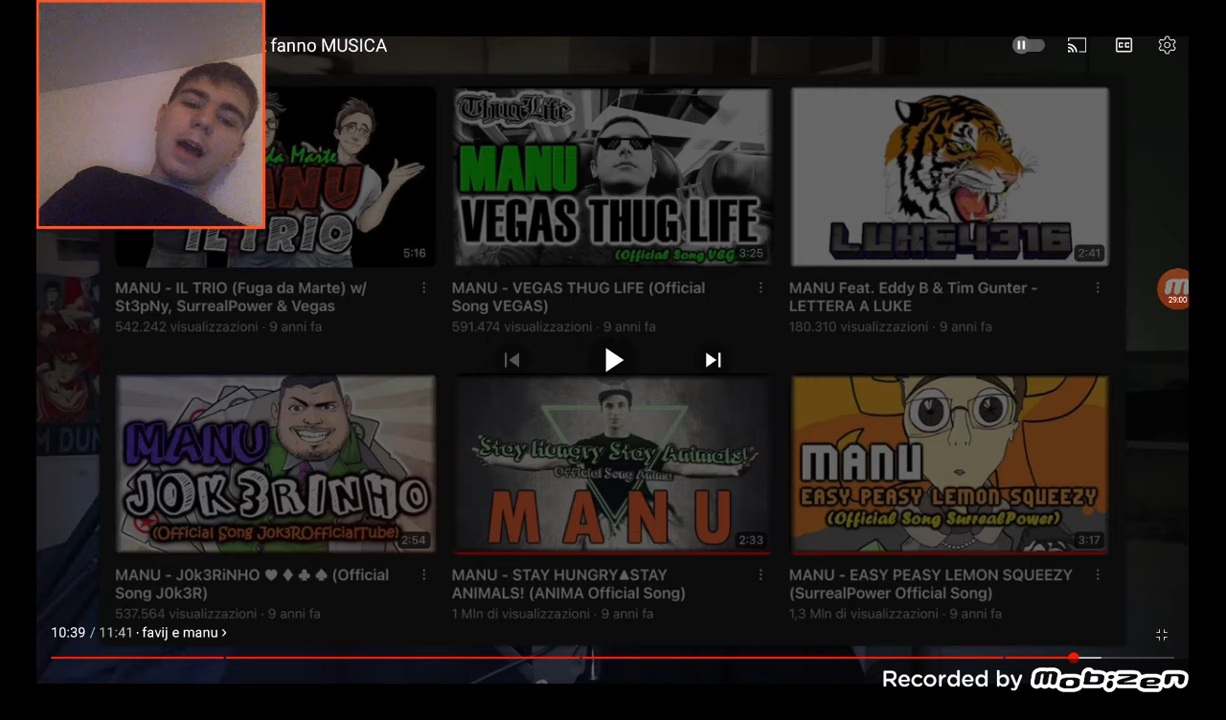 fanno MUSICA
da Marte)
MANU
IL TRIO
5:16
ThugLife
MANU
VEGAS THUG LIFE
(Official Song VEG
3:25
LUKE4316
2:41
MANU - IL TRIO (Fuga da Marte) w/
St3pNy, SurrealPower & Vegas
542.242 visualizzazioni · 9 anni fa
MANU - VEGAS THUG LIFE (Official
Song VEGAS)
591.474 visualizzazioni · 9 anni fa
MANU Feat. Eddy B & Tim Gunter -
LETTERA A LUKE
180.310 visualizzazioni · 9 anni fa
29:00
MANU
JOK3RINHO
(Official Song Jok3ROfficialTube)
2:54
Stay Hungry Stay Animals!
Official Song Anima
MANU
2:33
MANU
EASY PEASY LEMON SQUEEZY
(Official Song SurrealPower)
3:17
MANU - J0k3RiNHO ♥ ♦ ♣ ♠ (Official
Song J0k3R)
537.564 visualizzazioni · 9 anni fa
MANU - STAY HUNGRY▲STAY
ANIMALS! (ANIMA Official Song)
1 Mln di visualizzazioni · 9 anni fa
MANU - EASY PEASY LEMON SQUEEZY
(SurrealPower Official Song)
1,3 Mln di visualizzazioni · 9 anni fa
10:39 / 11:41 · favij e manu ›
Recorded by mobizen